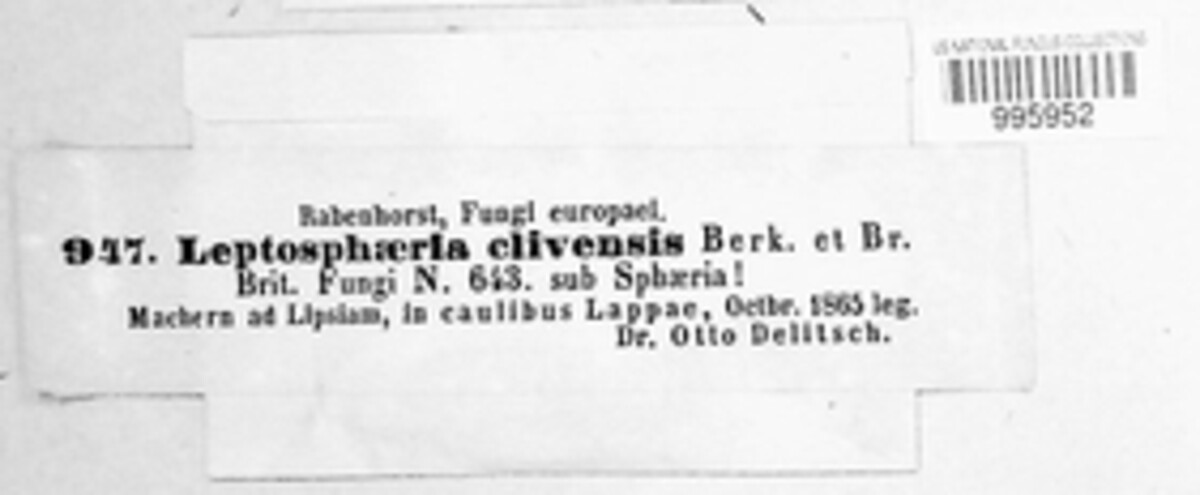 US NATIONAL FUNGUS COLLECTIONS
995952
Rabenhorst, Fungi europaei.
947. Leptosphæria clivensis Berk. et Br.
Brit. Fungi N. 643. sub Sphæria!
Machern ad Lipsiam, in caulibus Lappae, Octbr. 1865 leg.
Dr. Otto Delitsch.